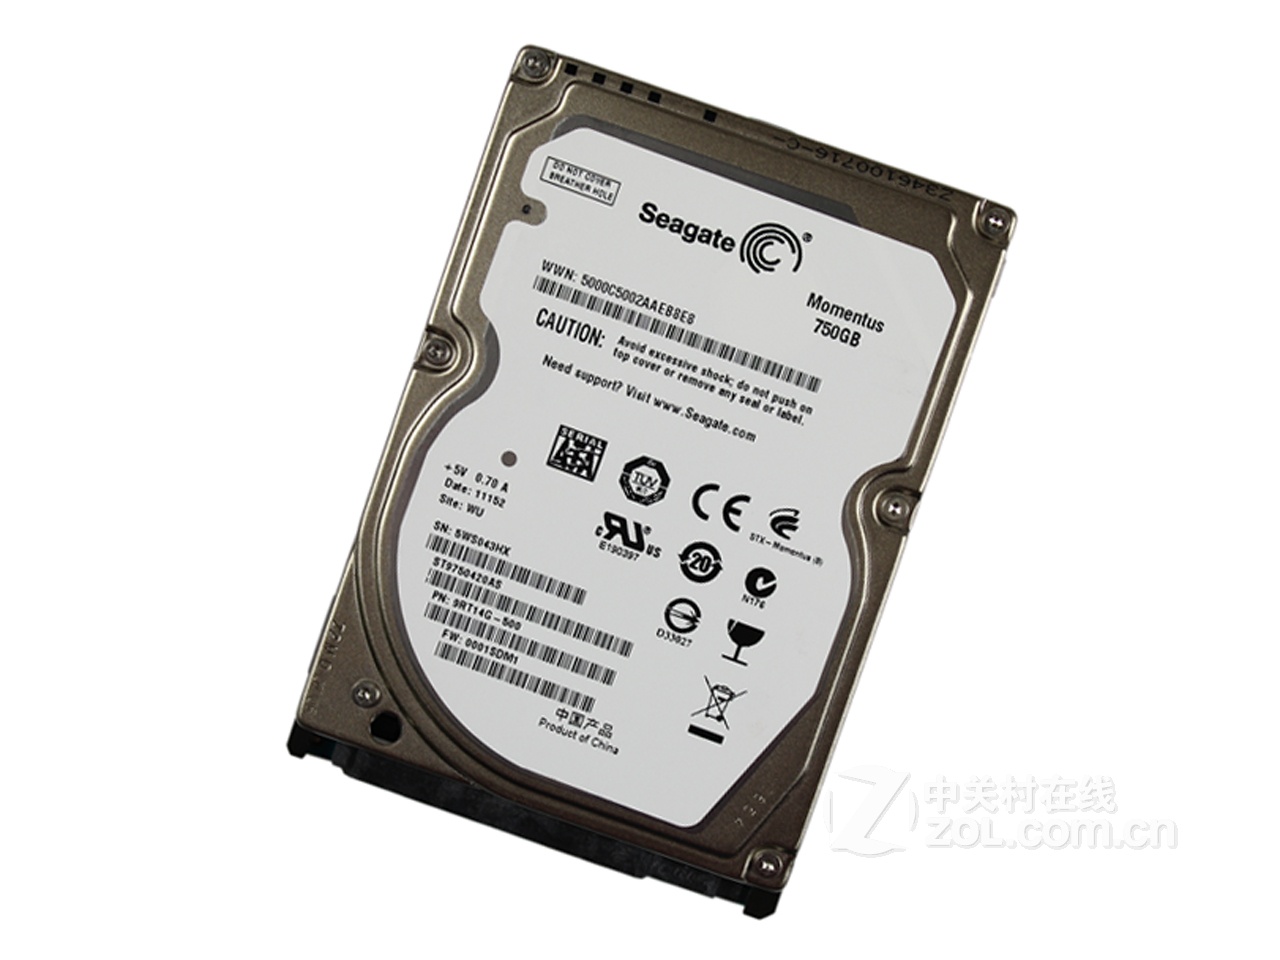 Z346100716-C-
DO NOT COVER
BREATHER HOLE
Seagate
WWN: 5000C5002AAEB8E8
Momentus
750GB
CAUTION: Avoid excessive shock; do not push on
top cover or remove any seal or label.
Need support? Visit www.Seagate.com
SERIAL
ATA
TÜV
CE
STX-Momentus (B)
+5V 0.70 A
Date: 11152
Site: WU
c RU US
E190397
20
N176
SN: 5WS043HX
ST9750420AS
PN: 9RT14G-500
FW: 0001SDM1
D33027
中国产品
Product of China
中关村在线
ZOL.com.cn